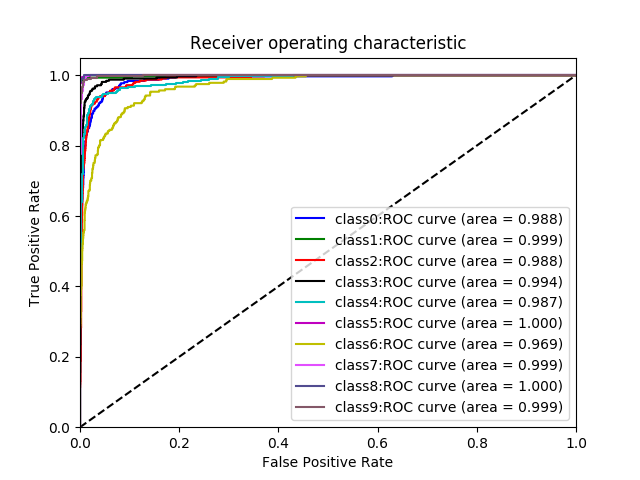 Receiver operating characteristic
True Positive Rate
1.0
0.8
0.6
0.4
0.2
0.0
class0:ROC curve (area = 0.988)
class1:ROC curve (area = 0.999)
class2:ROC curve (area = 0.988)
class3:ROC curve (area = 0.994)
class4:ROC curve (area = 0.987)
class5:ROC curve (area = 1.000)
class6:ROC curve (area = 0.969)
class7:ROC curve (area = 0.999)
class8:ROC curve (area = 1.000)
class9:ROC curve (area = 0.999)
0.0 0.2 0.4 0.6 0.8 1.0
False Positive Rate